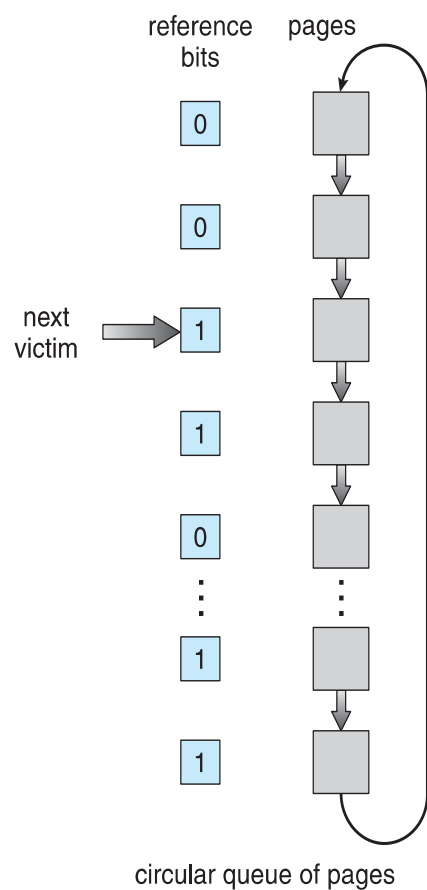 reference bits
pages
0
0
next victim
1
1
0
1
1
circular queue of pages